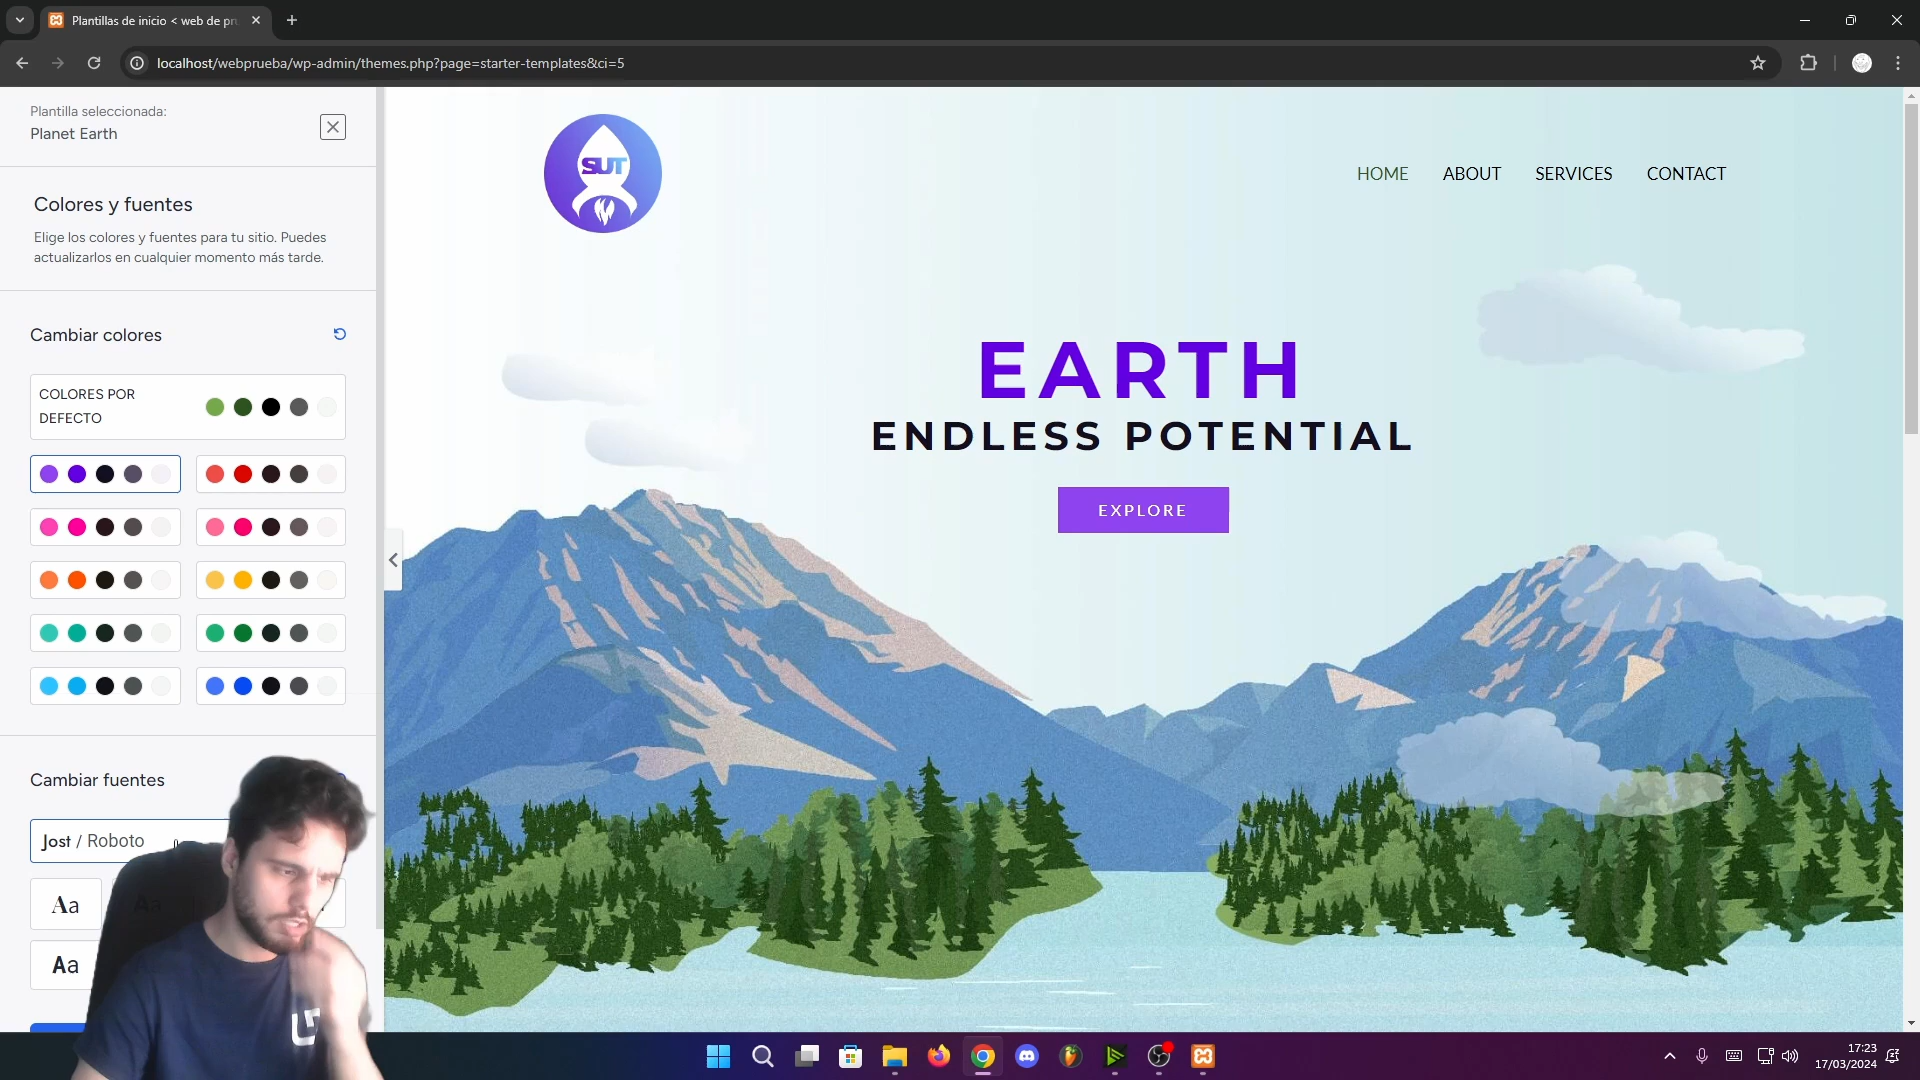 Plantillas de inicio < web de pr
localhost/webprueba/wp-admin/themes.php?page=starter-templates&ci=5
Plantilla seleccionada:
Planet Earth
Colores y fuentes
Elige los colores y fuentes para tu sitio. Puedes
actualizarlos en cualquier momento más tarde.
Cambiar colores
COLORES POR
DEFECTO
Cambiar fuentes
Jost / Roboto
Aa
Aa
Aa
SUT
HOME ABOUT SERVICES CONTACT
EARTH
ENDLESS POTENTIAL
EXPLORE
17:23
17/03/2024